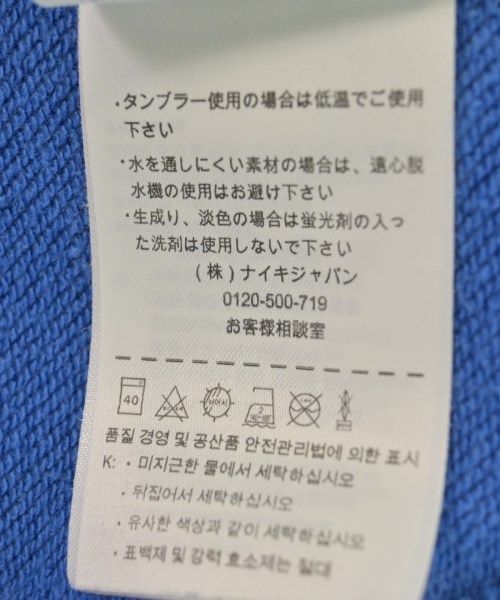 ・タンブラー使用の場合は低温でご使用
下さい
・水を通しにくい素材の場合は、遠心脱
水機の使用はお避け下さい
・生成り、淡色の場合は蛍光剤の入っ
た洗剤は使用しないで下さい
(株)ナイキジャパン
0120-500-719
お客様相談室
40 뉘어서 2 140~160
품질 경영 및 공산품 안전관리법에 의한 표시
K: · 미지근한 물에서 세탁하십시오
· 뒤집어서 세탁하십시오
· 유사한 색상과 같이 세탁하십시오
· 표백제 및 강력 효소제는 절대